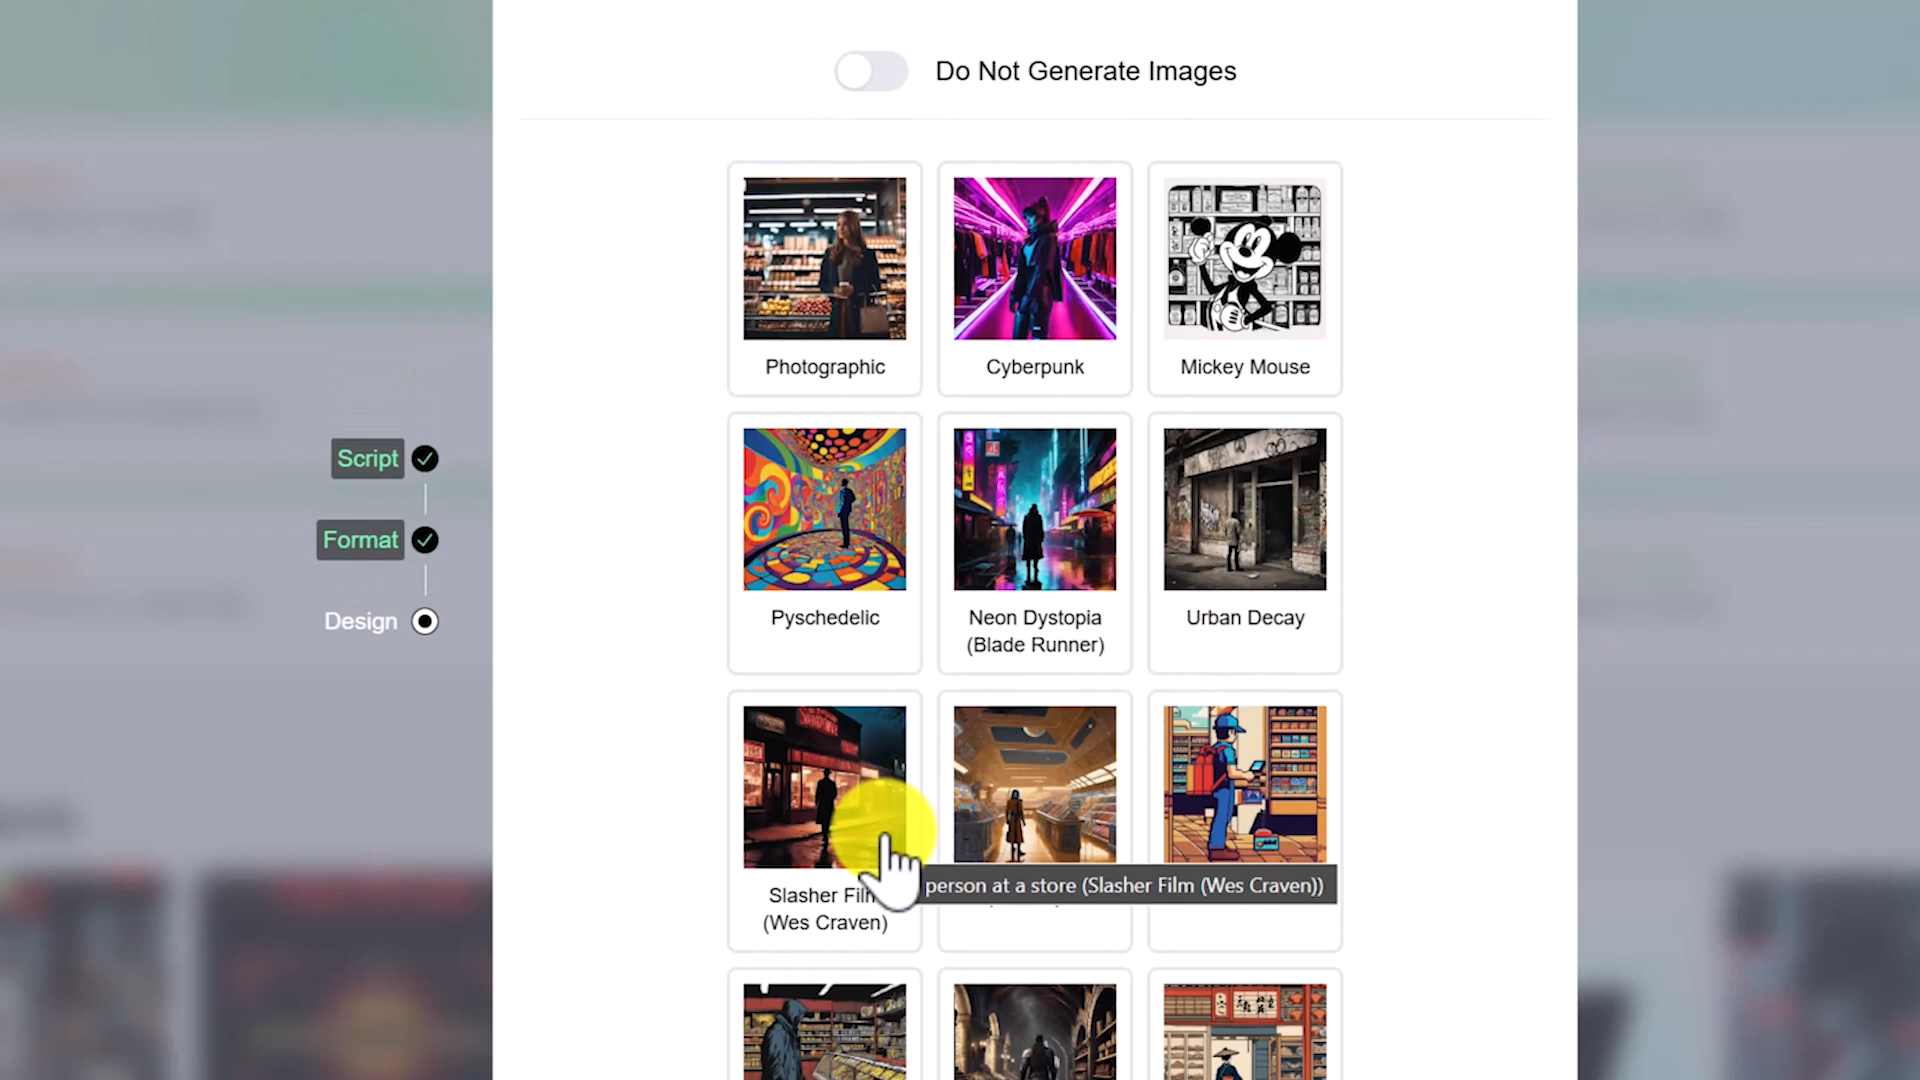 Do Not Generate Images
Photographic
Cyberpunk
Mickey Mouse
Script
Format
Design
Pyschedelic
Neon Dystopia
(Blade Runner)
Urban Decay
person at a store (Slasher Film (Wes Craven))
Slasher Fil
(Wes Craven)